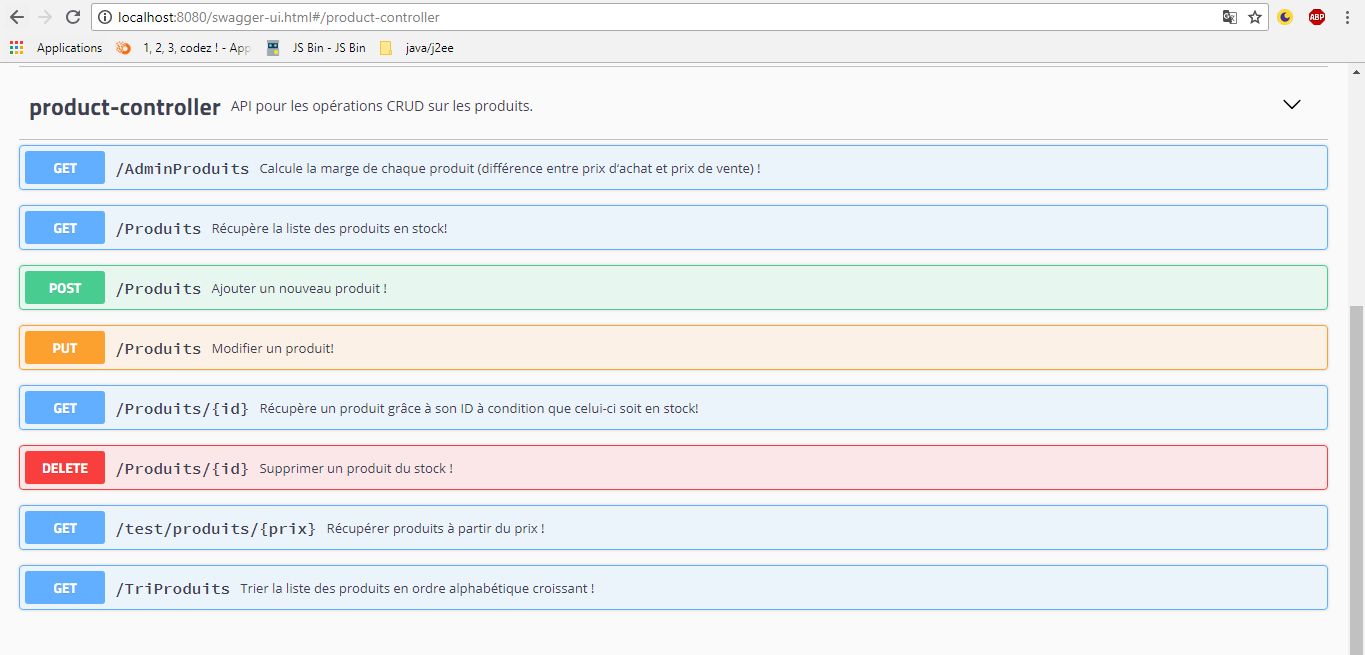 localhost:8080/swagger-ui.html#/product-controller
ABP
Applications 1, 2, 3, codez ! - App JS Bin - JS Bin java/j2ee
product-controller API pour les opérations CRUD sur les produits.
GET /AdminProduits Calcule la marge de chaque produit (différence entre prix d'achat et prix de vente) !
GET /Produits Récupère la liste des produits en stock!
POST /Produits Ajouter un nouveau produit !
PUT /Produits Modifier un produit!
GET /Produits/{id} Récupère un produit grâce à son ID à condition que celui-ci soit en stock!
DELETE /Produits/{id} Supprimer un produit du stock !
GET /test/produits/{prix} Récupérer produits à partir du prix !
GET /TriProduits Trier la liste des produits en ordre alphabétique croissant !